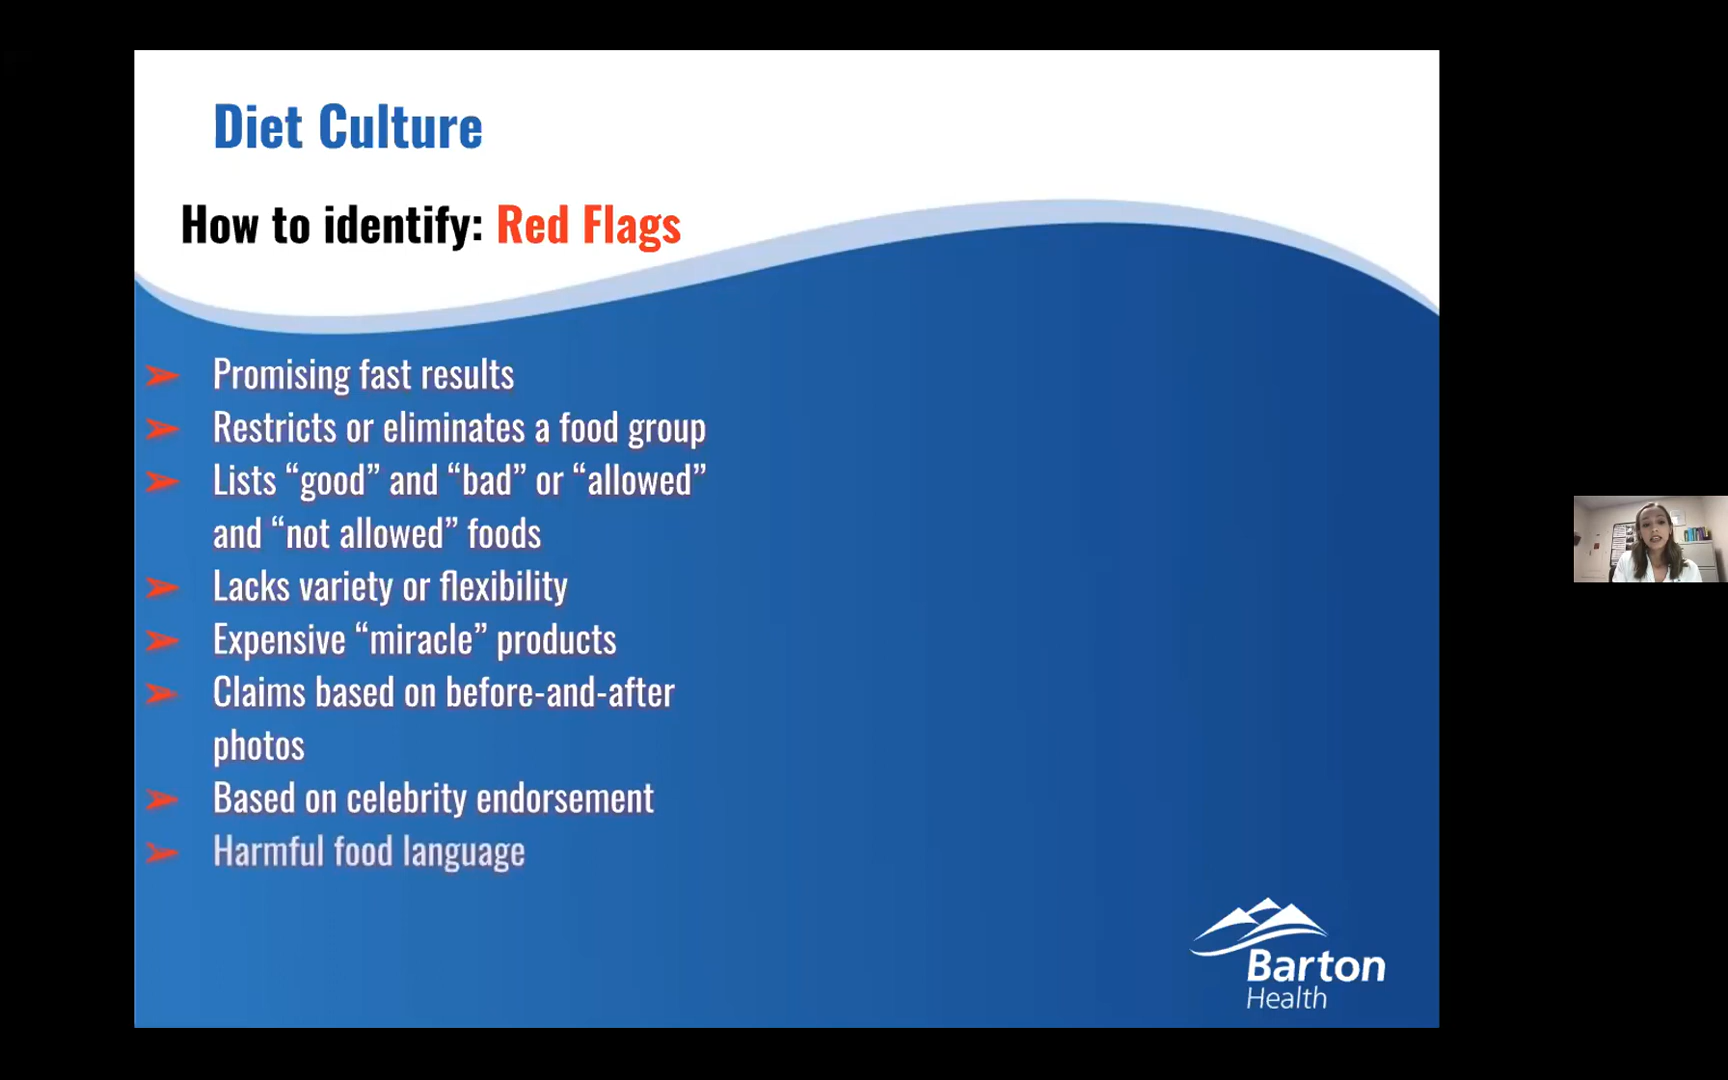 Diet Culture
How to identify: Red Flags
Promising fast results
Restricts or eliminates a food group
Lists “good” and “bad” or “allowed”
and “not allowed” foods
Lacks variety or flexibility
Expensive “miracle” products
Claims based on before-and-after
photos
Based on celebrity endorsement
Harmful food language
Barton
Health